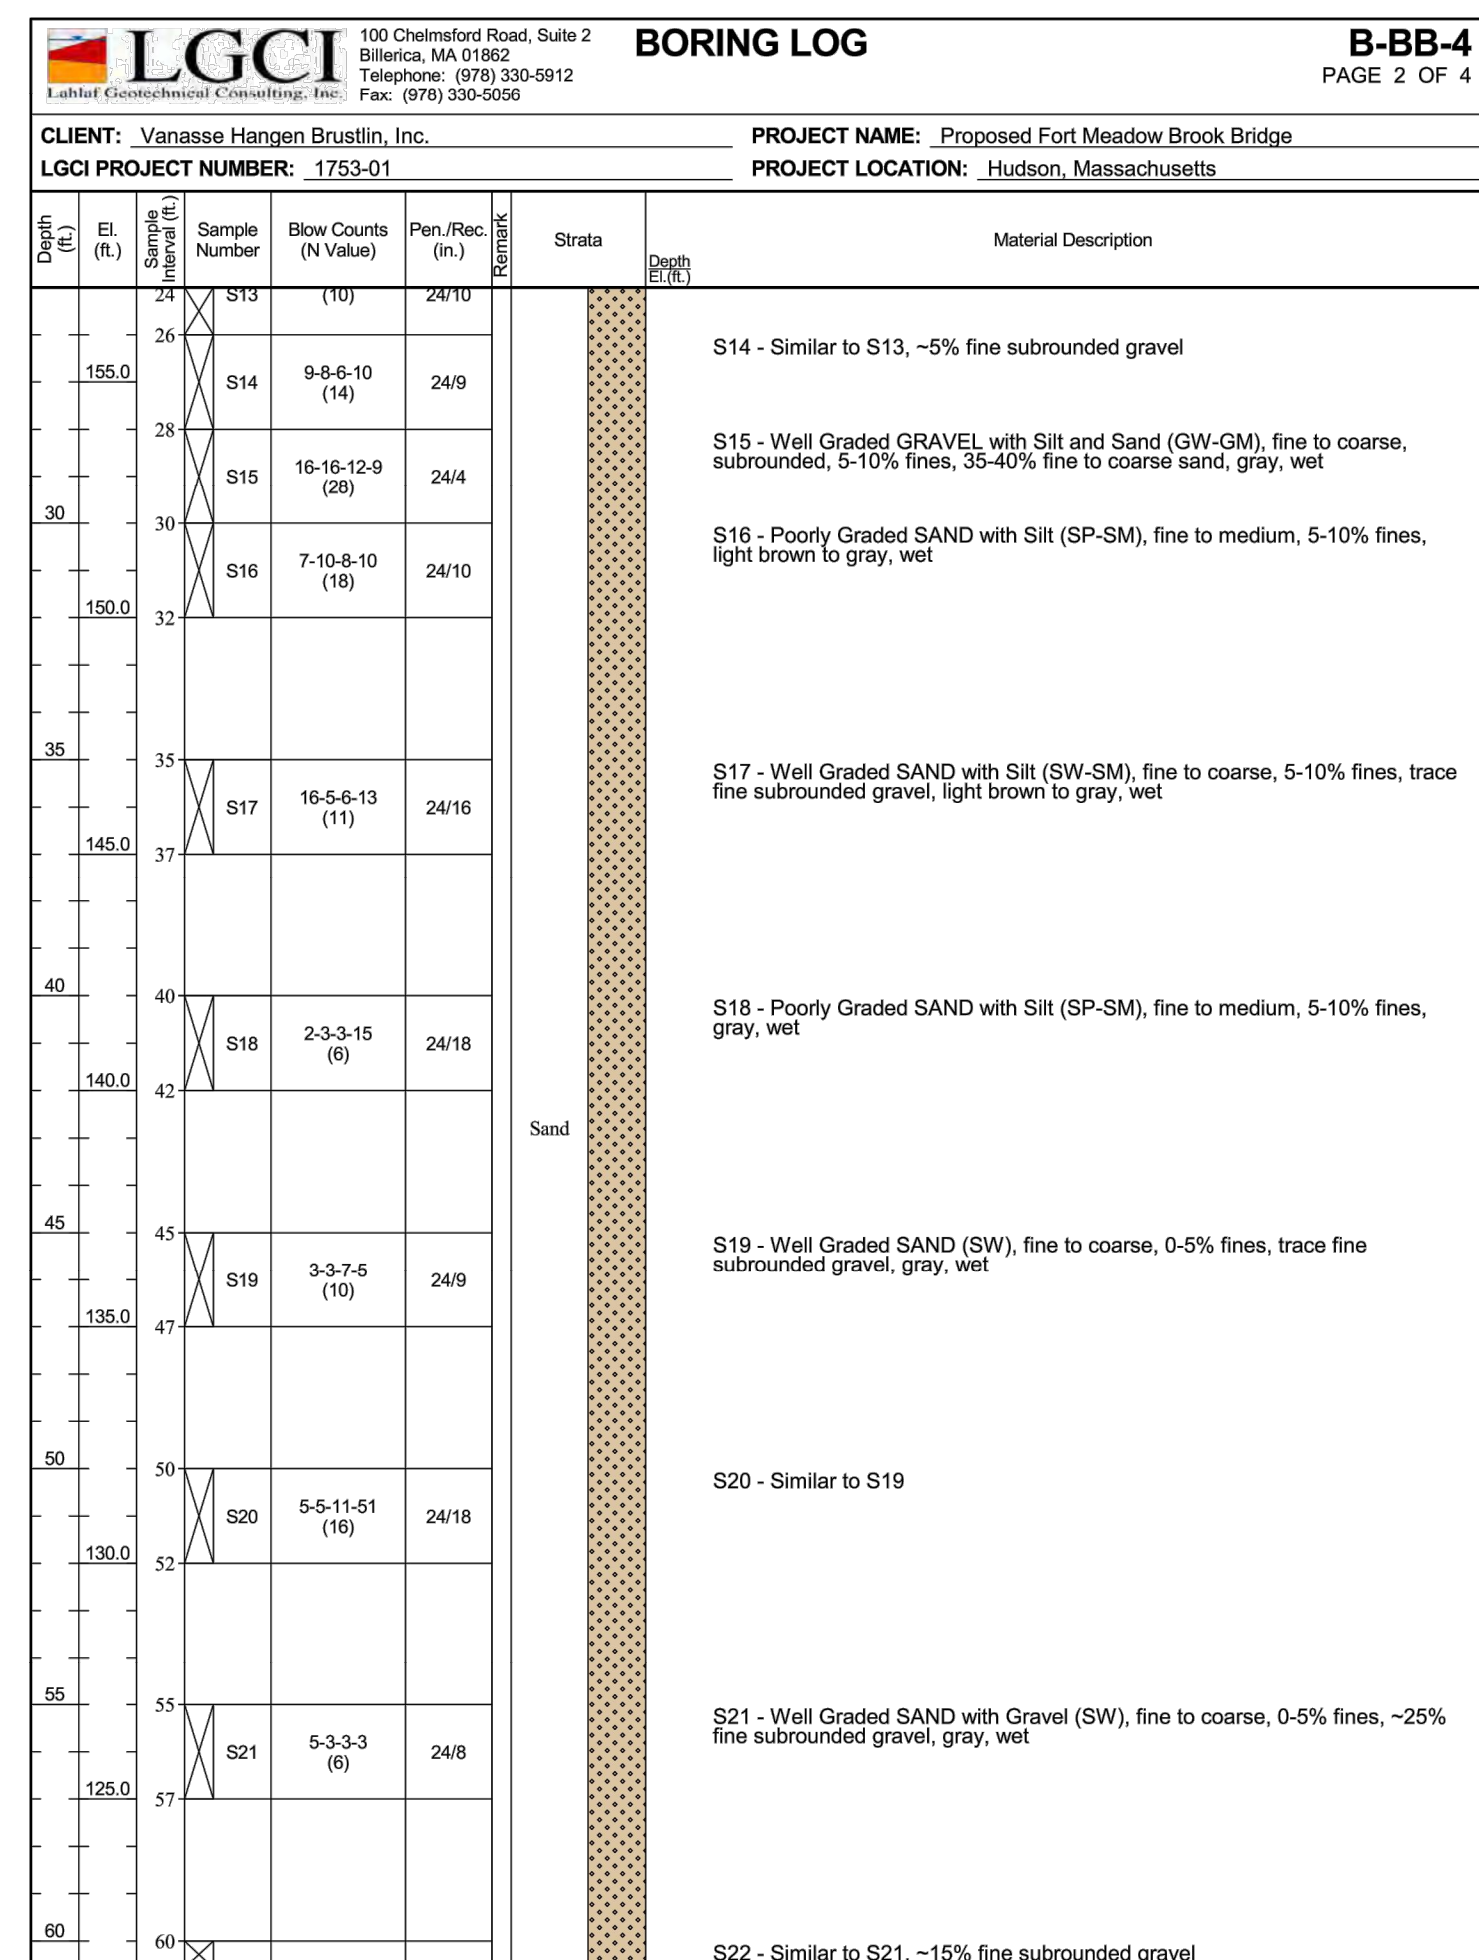 LGCI
Lahlaf Geotechnical Consulting, Inc.
100 Chelmsford Road, Suite 2
Billerica, MA 01862
Telephone: (978) 330-5912
Fax: (978) 330-5056
BORING LOG
B-BB-4
PAGE 2 OF 4
CLIENT: Vanasse Hangen Brustlin, Inc.
PROJECT NAME: Proposed Fort Meadow Brook Bridge
LGCI PROJECT NUMBER: 1753-01
PROJECT LOCATION: Hudson, Massachusetts
Depth (ft.)
El. (ft.)
Sample Interval (ft.)
Sample Number
Blow Counts (N Value)
Pen./Rec. (in.)
Remark
Strata
Depth
El.(ft.)
Material Description
24 S13 (10) 24/10
26
S14 - Similar to S13, ~5% fine subrounded gravel
155.0
S14 9-8-6-10 (14) 24/9
28
S15 - Well Graded GRAVEL with Silt and Sand (GW-GM), fine to coarse,
subrounded, 5-10% fines, 35-40% fine to coarse sand, gray, wet
S15 16-16-12-9 (28) 24/4
30 30
S16 - Poorly Graded SAND with Silt (SP-SM), fine to medium, 5-10% fines,
light brown to gray, wet
S16 7-10-8-10 (18) 24/10
150.0 32
35 35
S17 - Well Graded SAND with Silt (SW-SM), fine to coarse, 5-10% fines, trace
fine subrounded gravel, light brown to gray, wet
S17 16-5-6-13 (11) 24/16
145.0 37
40 40
S18 - Poorly Graded SAND with Silt (SP-SM), fine to medium, 5-10% fines,
gray, wet
S18 2-3-3-15 (6) 24/18
140.0 42
Sand
45 45
S19 - Well Graded SAND (SW), fine to coarse, 0-5% fines, trace fine
subrounded gravel, gray, wet
S19 3-3-7-5 (10) 24/9
135.0 47
50 50
S20 - Similar to S19
S20 5-5-11-51 (16) 24/18
130.0 52
55 55
S21 - Well Graded SAND with Gravel (SW), fine to coarse, 0-5% fines, ~25%
fine subrounded gravel, gray, wet
S21 5-3-3-3 (6) 24/8
125.0 57
60 60
S22 - Similar to S21, ~15% fine subrounded gravel